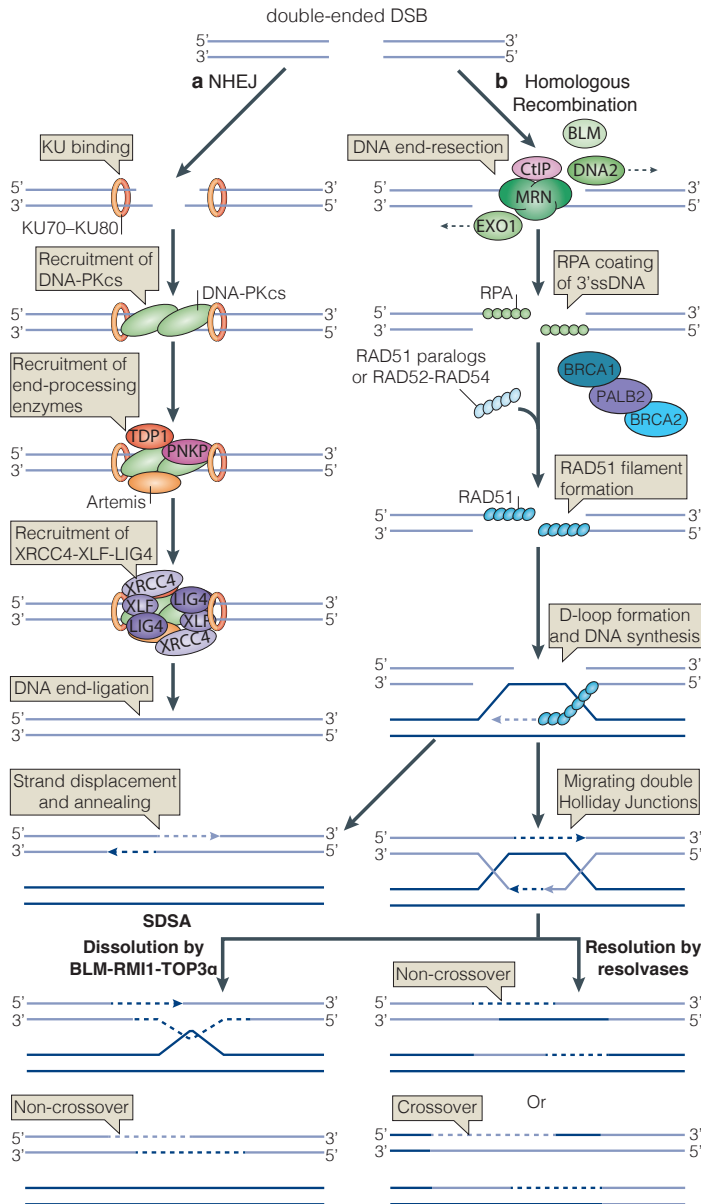 double-ended DSB
5’ 3’
3’ 5’
a NHEJ
b Homologous
Recombination
KU binding
5’ 3’
3’ 5’
KU70–KU80
Recruitment of
DNA-PKcs
DNA-PKcs
5’ 3’
3’ 5’
Recruitment of
end-processing
enzymes
TDP1
PNKP
5’ 3’
3’ 5’
Artemis
Recruitment of
XRCC4-XLF-LIG4
XRCC4
XLF
LIG4
5’ 3’
3’ 5’
LIG4
XLF
XRCC4
DNA end-ligation
5’ 3’
3’ 5’
BLM
DNA end-resection
CtIP
DNA2
MRN
5’ 3’
3’ 5’
EXO1
RPA coating
of 3’ssDNA
RPA
5’ 3’
3’ 5’
RAD51 paralogs
or RAD52-RAD54
BRCA1
PALB2
BRCA2
RAD51 filament
formation
RAD51
5’ 3’
3’ 5’
D-loop formation
and DNA synthesis
5’ 3’
3’ 5’
Strand displacement
and annealing
5’ 3’
3’ 5’
SDSA
Migrating double
Holliday Junctions
5’ 3’
3’ 5’
Dissolution by
BLM-RMI1-TOP3α
5’ 3’
3’ 5’
Non-crossover
5’ 3’
3’ 5’
Resolution by
resolvases
Non-crossover
5’ 3’
3’ 5’
Or
Crossover
5’ 3’
3’ 5’